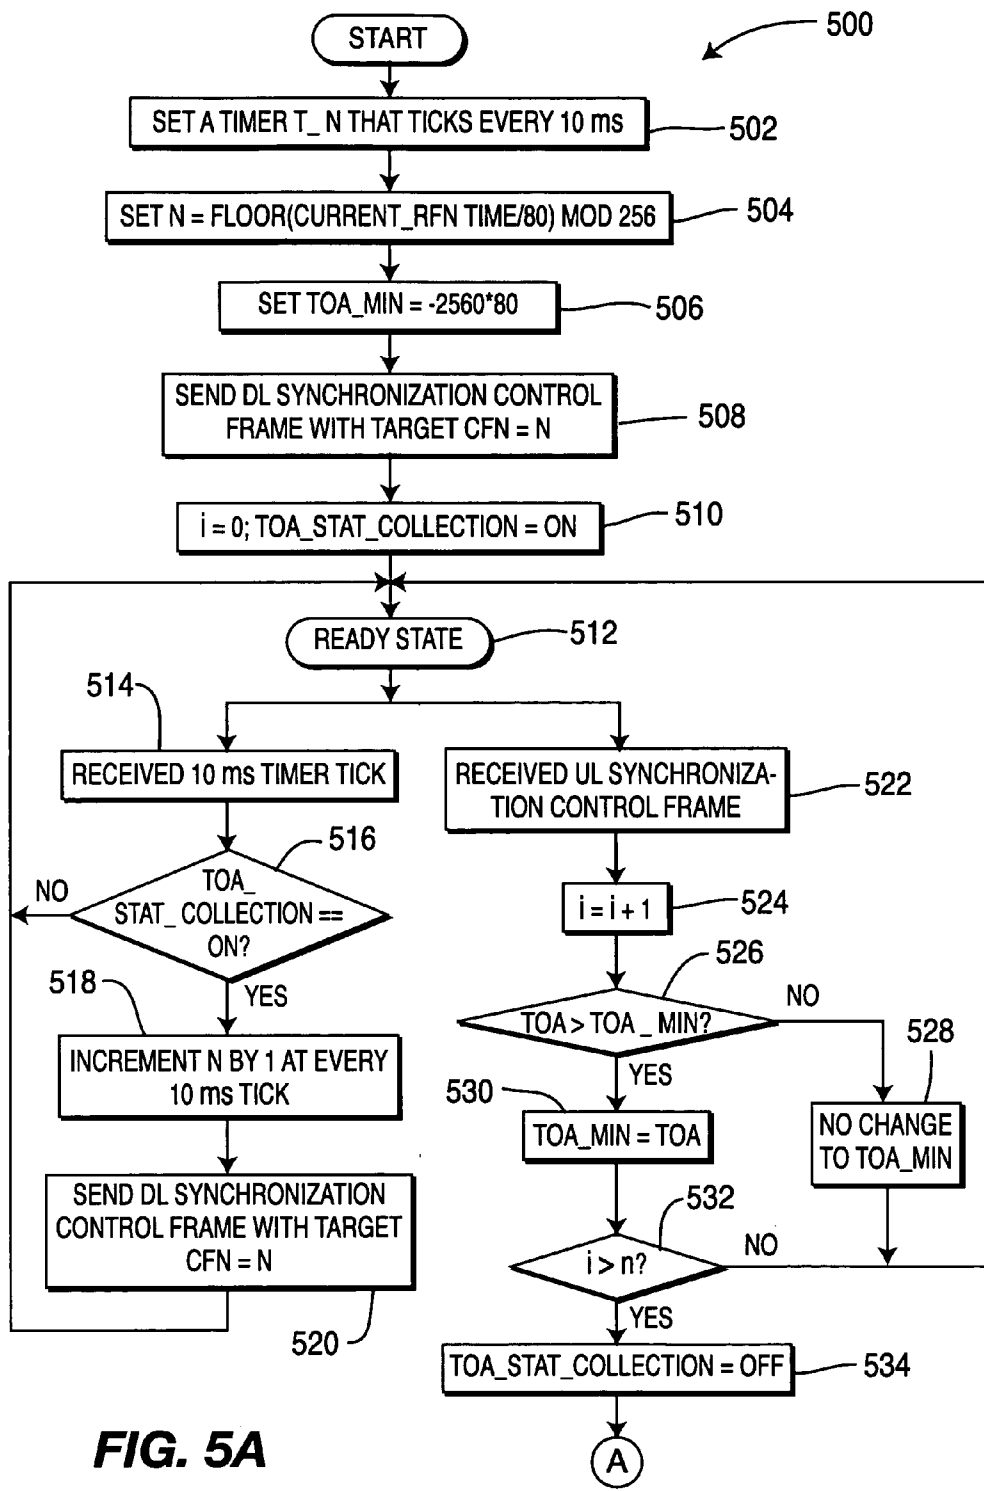 START
500
SET A TIMER T_ N THAT TICKS EVERY 10 ms
502
SET N = FLOOR(CURRENT_RFN TIME/80) MOD 256
504
SET TOA_MIN = -2560*80
506
SEND DL SYNCHRONIZATION CONTROL
FRAME WITH TARGET CFN = N
508
i = 0; TOA_STAT_COLLECTION = ON
510
READY STATE
512
514
RECEIVED 10 ms TIMER TICK
516
TOA_
STAT_ COLLECTION ==
ON?
NO
YES
518
INCREMENT N BY 1 AT EVERY
10 ms TICK
SEND DL SYNCHRONIZATION
CONTROL FRAME WITH TARGET
CFN = N
520
RECEIVED UL SYNCHRONIZA-
TION CONTROL FRAME
522
i = i + 1
524
526
TOA > TOA_ MIN?
NO
YES
528
NO CHANGE
TO TOA_MIN
530
TOA_MIN = TOA
532
i > n?
NO
YES
TOA_STAT_COLLECTION = OFF
534
A
FIG. 5A